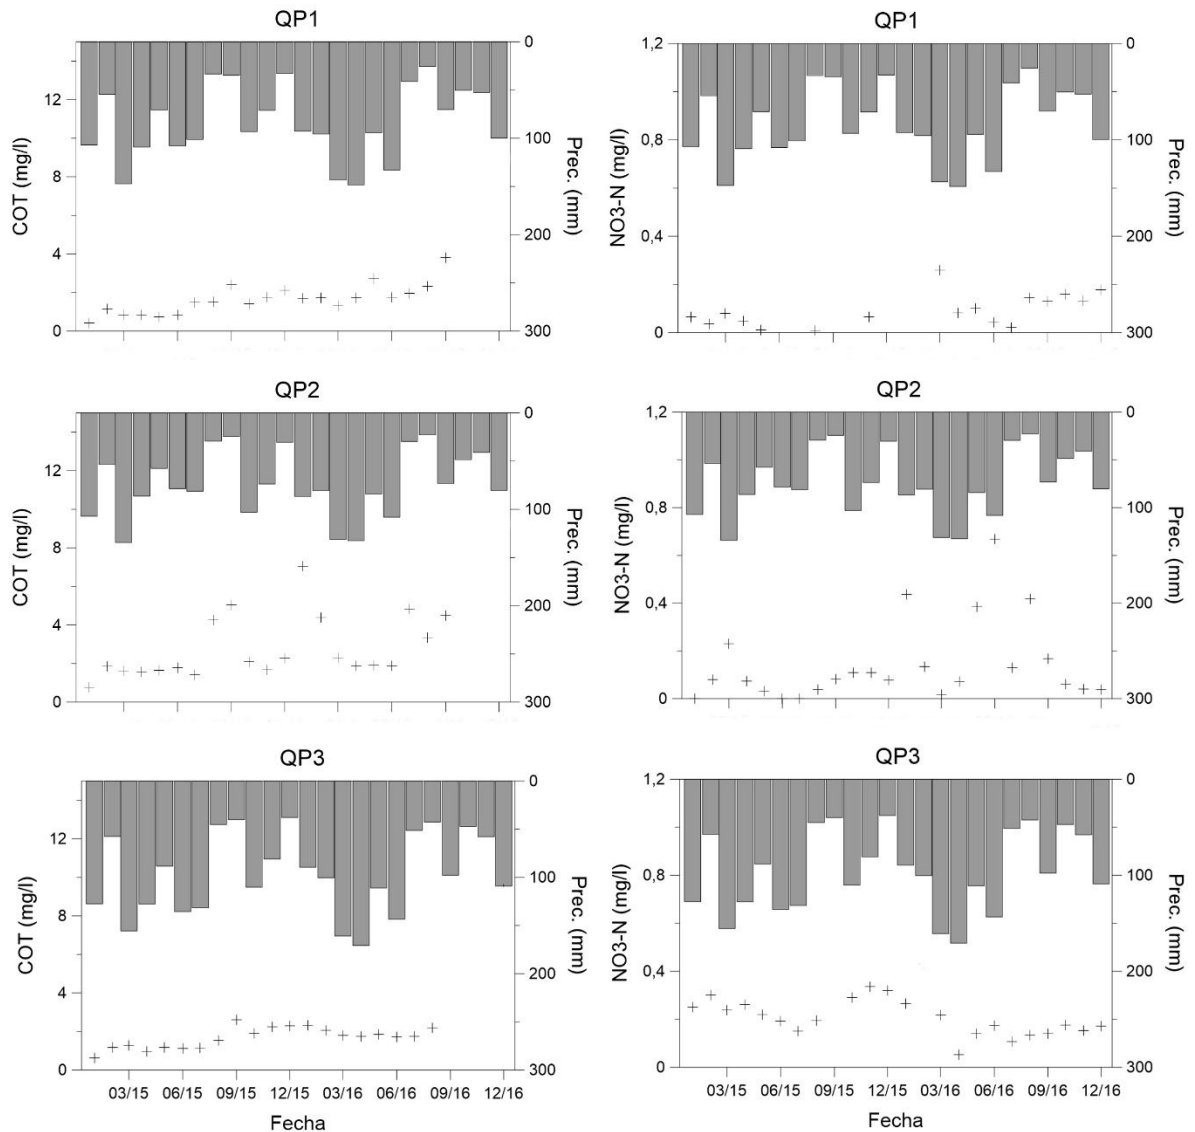 QP1
COT (mg/l)
12
8
4
0
0
100
200
300
Prec. (mm)
QP1
NO3-N (mg/l)
1,2
0,8
0,4
0
0
100
200
300
Prec. (mm)
QP2
COT (mg/l)
12
8
4
0
0
100
200
300
Prec. (mm)
QP2
NO3-N (mg/l)
1,2
0,8
0,4
0
0
100
200
300
Prec. (mm)
QP3
COT (mg/l)
12
8
4
0
0
100
200
300
Prec. (mm)
03/15 06/15 09/15 12/15 03/16 06/16 09/16 12/16
Fecha
QP3
NO3-N (mg/l)
1,2
0,8
0,4
0
0
100
200
300
Prec. (mm)
03/15 06/15 09/15 12/15 03/16 06/16 09/16 12/16
Fecha